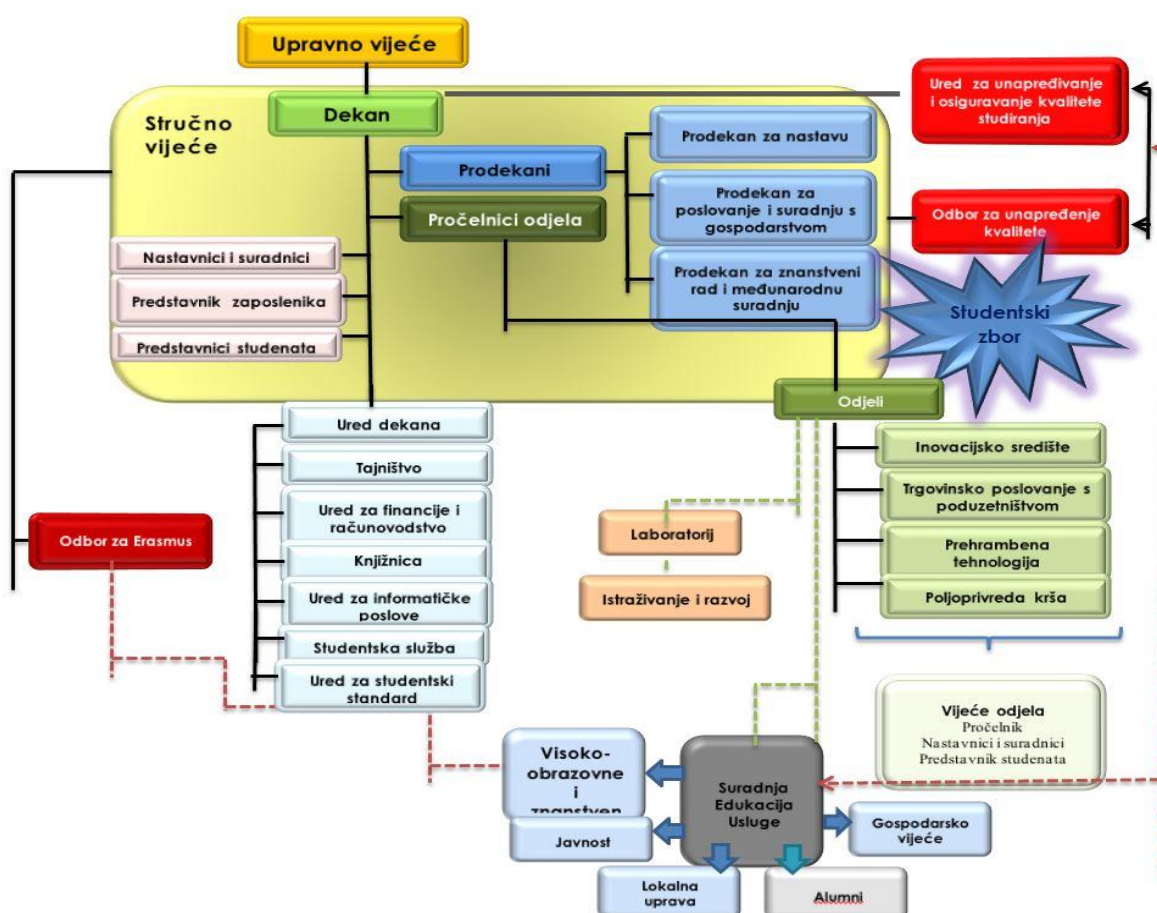 Upravno vijeće
Stručno
vijeće
Dekan
Prodekani
Pročelnici odjela
Nastavnici i suradnici
Predstavnik zaposlenika
Predstavnici studenata
Prodekan za nastavu
Prodekan za
poslovanje i suradnju s
gospodarstvom
Prodekan za znanstveni
rad i međunarodnu
suradnju
Ured za unapređivanje
i osiguravanje kvalitete
studiranja
Odbor za unapređenje
kvalitete
Studentski
zbor
Odjeli
Ured dekana
Tajništvo
Ured za financije i
računovodstvo
Knjižnica
Ured za informatičke
poslove
Studentska služba
Ured za studentski
standard
Odbor za Erasmus
Laboratorij
Istraživanje i razvoj
Inovacijsko središte
Trgovinsko poslovanje s
poduzetništvom
Prehrambena
tehnologija
Poljoprivreda krša
Vijeće odjela
Pročelnik
Nastavnici i suradnici
Predstavnik studenata
Visoko-
obrazovne
i
znanstven
Suradnja
Edukacija
Usluge
Javnost
Gospodarsko
vijeće
Lokalna
uprava
Alumni